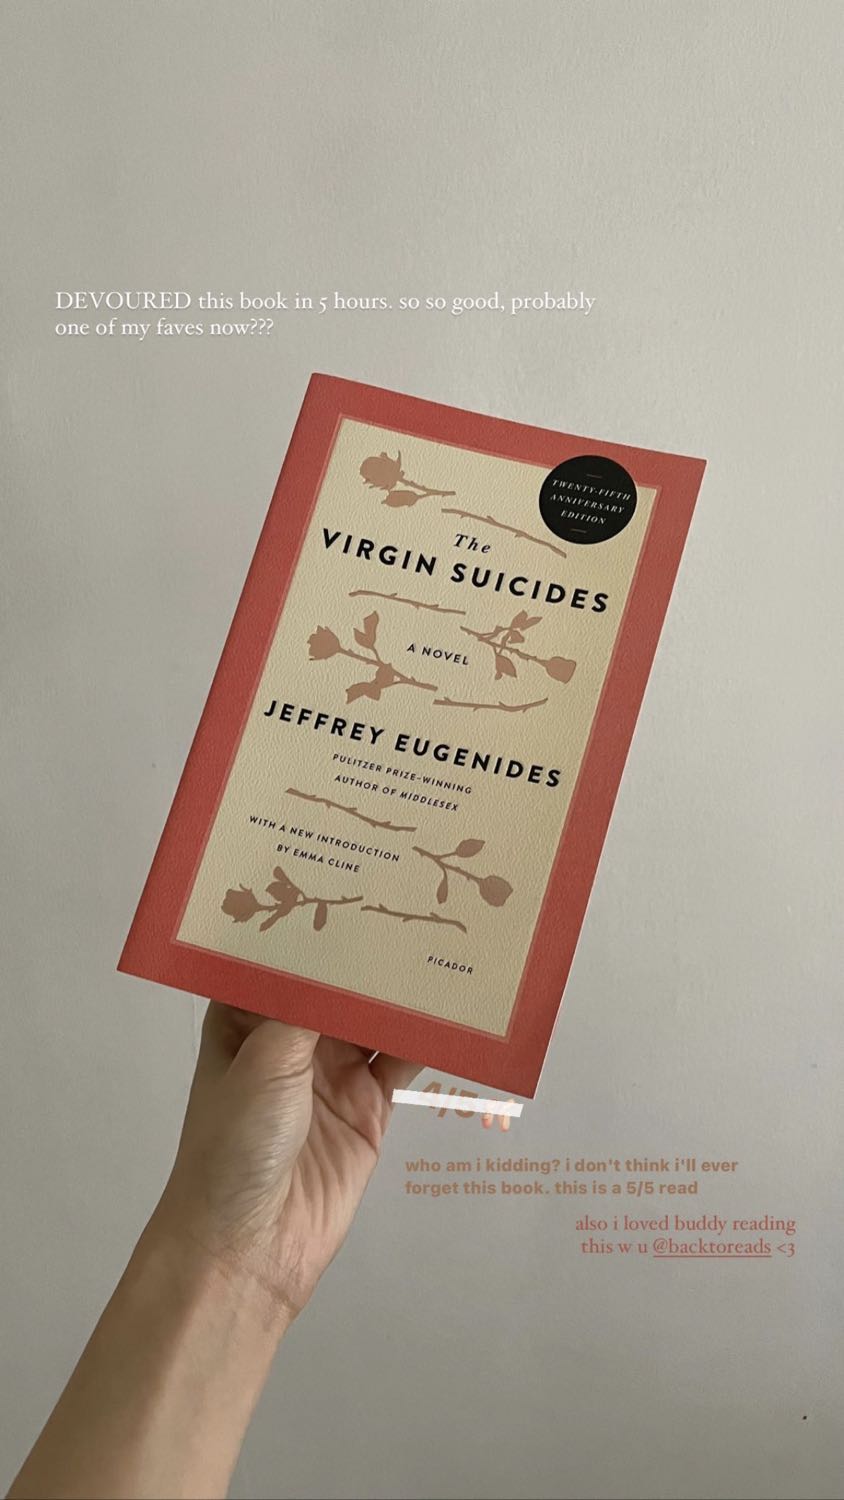 DEVOURED this book in 5 hours. so so good, probably
one of my faves now???
TWENTY-FIFTH
ANNIVERSARY
EDITION
The
VIRGIN SUICIDES
A NOVEL
JEFFREY EUGENIDES
PULITZER PRIZE-WINNING
AUTHOR OF MIDDLESEX
WITH A NEW INTRODUCTION
BY EMMA CLINE
PICADOR
4/5
who am i kidding? i don't think i'll ever
forget this book. this is a 5/5 read
also i loved buddy reading
this w u @backtoreads <3